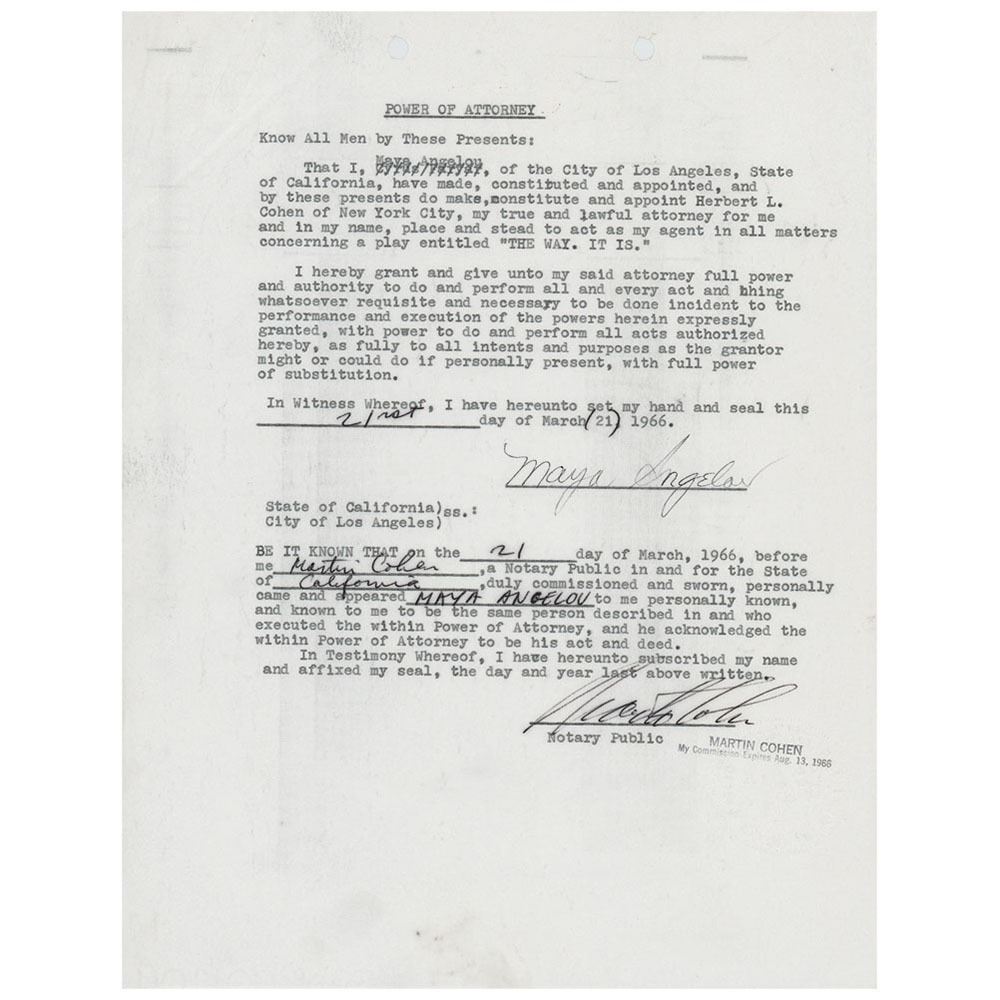 POWER OF ATTORNEY
Know All Men by These Presents:
Maya Angelou
That I, , of the City of Los Angeles, State
of California, have made, constituted and appointed, and
by these presents do make,monstitute and appoint Herbert L.
Cohen of New York City, my true and lawful attorney for me
and in my name, place and stead to act as my agent in all matters
concerning a play entitled "THE WAY. IT IS."
I hereby grant and give unto my said attorney full power
and authority to do and perform all and every act and hhing
whatsoever requisite and necessary to be done incident to the
performance and execution of the powers herein expressly
granted, with power to do and perform all acts authorized
hereby, as fully to all intents and purposes as the grantor
might or could do if personally present, with full power
of substitution.
In Witness Whereof, I have hereunto set my hand and seal this
21rst day of March(21) 1966.
Maya Angelou
State of California)ss.:
City of Los Angeles)
BE IT KNOWN THAT on the 21 day of March, 1966, before
me Martin Cohen ,a Notary Public in and for the State
of California ,duly commissioned and sworn, personally
came and appeared MAYA ANGELOU to me personally known,
and known to me to be the same person described in and who
executed the within Power of Attorney, and he acknowledged the
within Power of Attorney to be his act and deed.
In Testimony Whereof, I have hereunto subscribed my name
and affixed my seal, the day and year last above written.
Martin Cohen
Notary Public
MARTIN COHEN
My Commission Expires Aug. 13, 1966